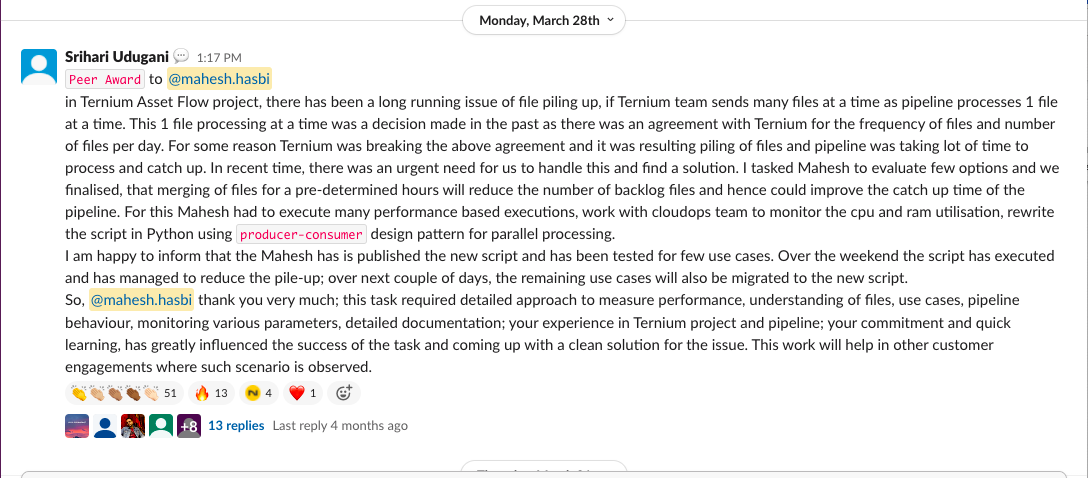 Monday, March 28th
Srihari Udugani 1:17 PM
Peer Award to @mahesh.hasbi
in Ternium Asset Flow project, there has been a long running issue of file piling up, if Ternium team sends many files at a time as pipeline processes 1 file
at a time. This 1 file processing at a time was a decision made in the past as there was an agreement with Ternium for the frequency of files and number
of files per day. For some reason Ternium was breaking the above agreement and it was resulting piling of files and pipeline was taking lot of time to
process and catch up. In recent time, there was an urgent need for us to handle this and find a solution. I tasked Mahesh to evaluate few options and we
finalised, that merging of files for a pre-determined hours will reduce the number of backlog files and hence could improve the catch up time of the
pipeline. For this Mahesh had to execute many performance based executions, work with cloudops team to monitor the cpu and ram utilisation, rewrite
the script in Python using producer-consumer design pattern for parallel processing.
I am happy to inform that the Mahesh has is published the new script and has been tested for few use cases. Over the weekend the script has executed
and has managed to reduce the pile-up; over next couple of days, the remaining use cases will also be migrated to the new script.
So, @mahesh.hasbi thank you very much; this task required detailed approach to measure performance, understanding of files, use cases, pipeline
behaviour, monitoring various parameters, detailed documentation; your experience in Ternium project and pipeline; your commitment and quick
learning, has greatly influenced the success of the task and coming up with a clean solution for the issue. This work will help in other customer
engagements where such scenario is observed.
51 13 4 1
+8 13 replies Last reply 4 months ago